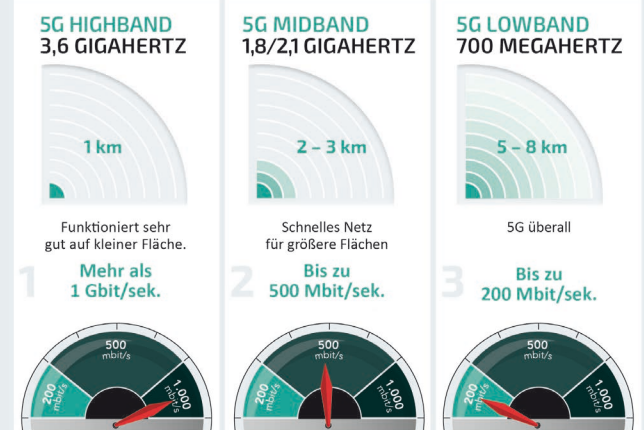 5G HIGHBAND
3,6 GIGAHERTZ
1 km
Funktioniert sehr
gut auf kleiner Fläche.
1
Mehr als
1 Gbit/sek.
200
mbit/s
500
mbit/s
1.000
mbit/s
5G MIDBAND
1,8/2,1 GIGAHERTZ
2 – 3 km
Schnelles Netz
für größere Flächen
2
Bis zu
500 Mbit/sek.
200
mbit/s
500
mbit/s
1.000
mbit/s
5G LOWBAND
700 MEGAHERTZ
5 – 8 km
5G überall
3
Bis zu
200 Mbit/sek.
200
mbit/s
500
mbit/s
1.000
mbit/s